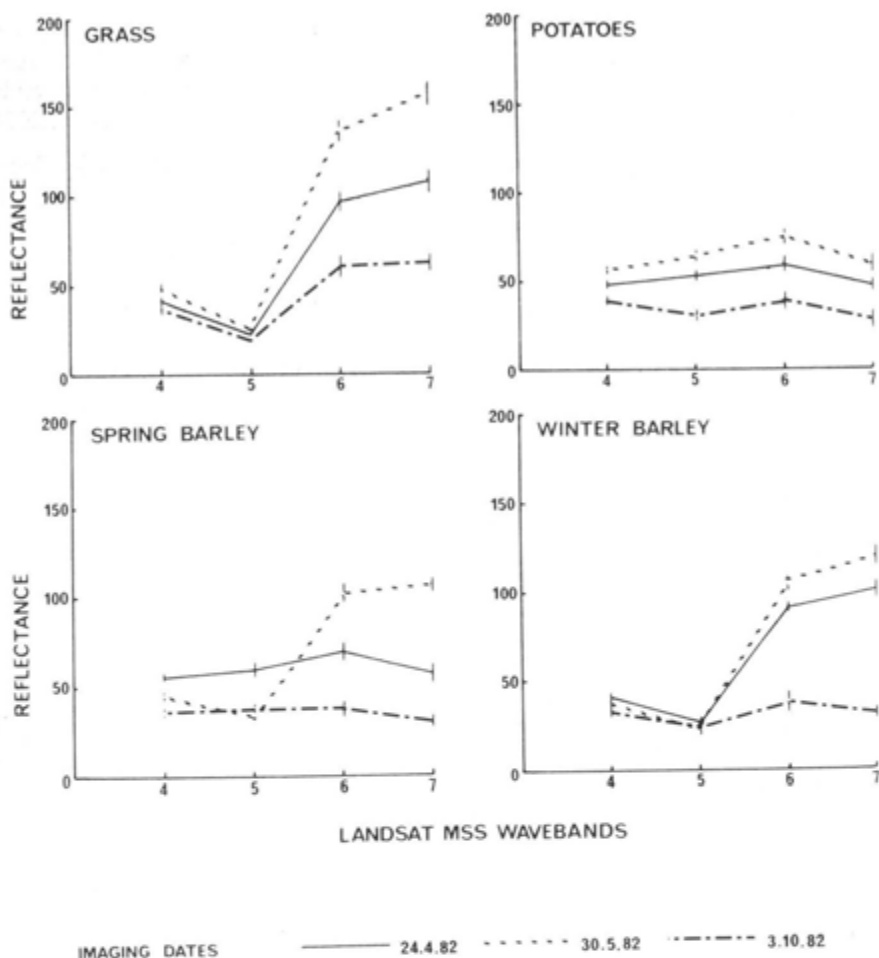 GRASS
200
150
100
50
0
4 5 6 7
REFLECTANCE
POTATOES
200
150
100
50
0
4 5 6 7
SPRING BARLEY
200
150
100
50
0
4 5 6 7
REFLECTANCE
WINTER BARLEY
200
150
100
50
0
4 5 6 7
LANDSAT MSS WAVEBANDS
IMAGING DATES 24.4.82 30.5.82 3.10.82